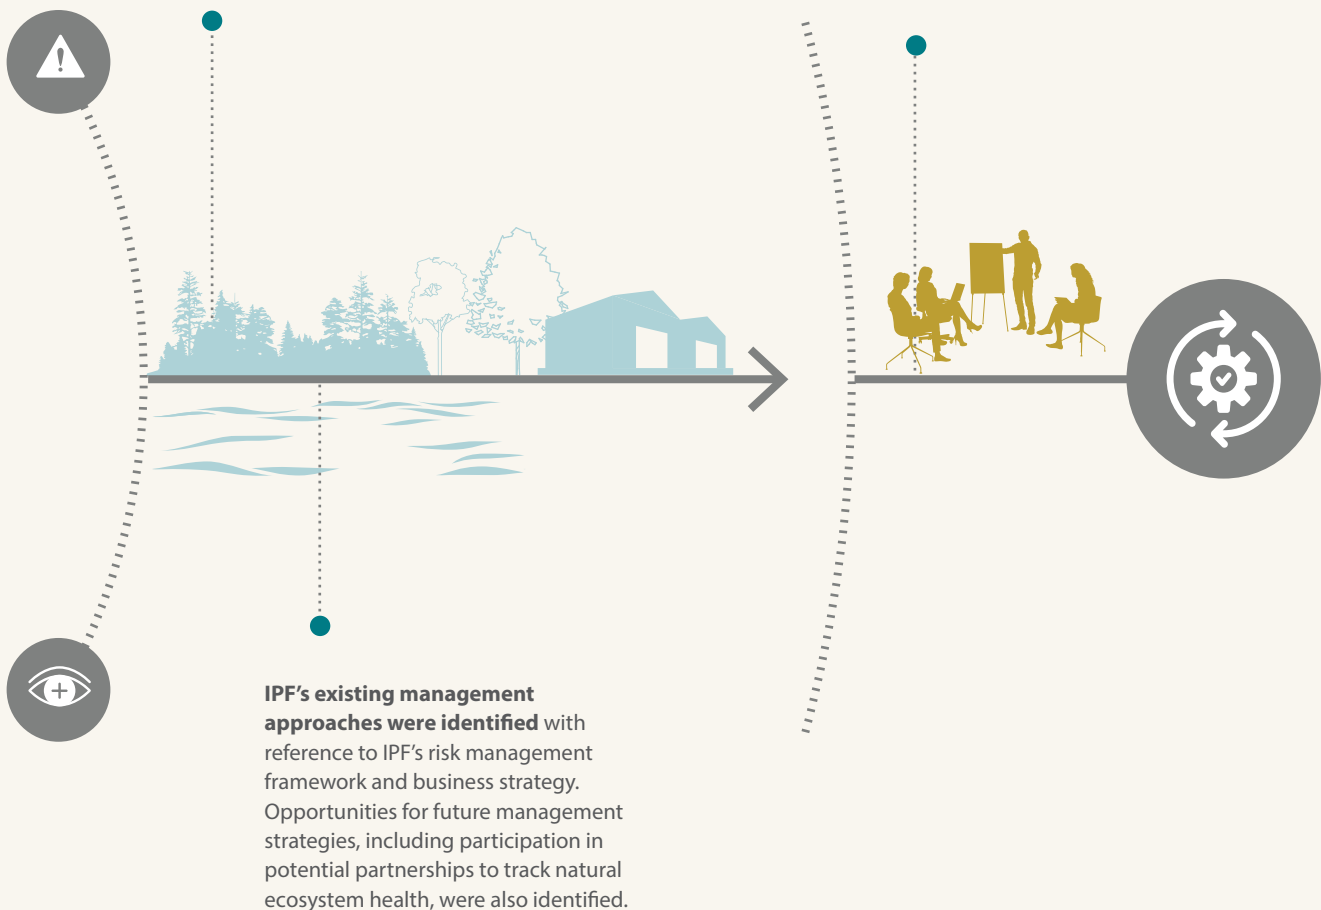 IPF’s existing management
approaches were identified with
reference to IPF’s risk management
framework and business strategy.
Opportunities for future management
strategies, including participation in
potential partnerships to track natural
ecosystem health, were also identified.